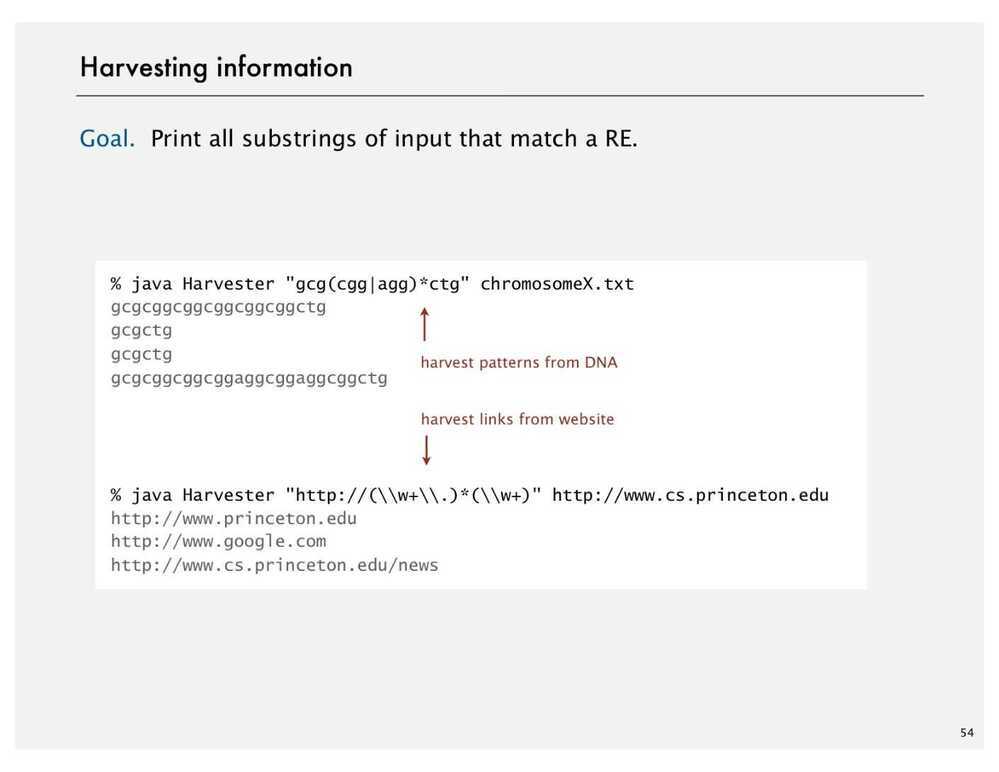 Harvesting information
Goal. Print all substrings of input that match a RE.
% java Harvester "gcg(cgg|agg)*ctg" chromosomeX.txt
gcgcggcggcggcggcggctg
gcgctg
gcgctg
gcgcggcggcggaggcggaggcggctg
harvest patterns from DNA
harvest links from website
% java Harvester "http://(\\w+\\.)*(\\w+)" http://www.cs.princeton.edu
http://www.princeton.edu
http://www.google.com
http://www.cs.princeton.edu/news
54